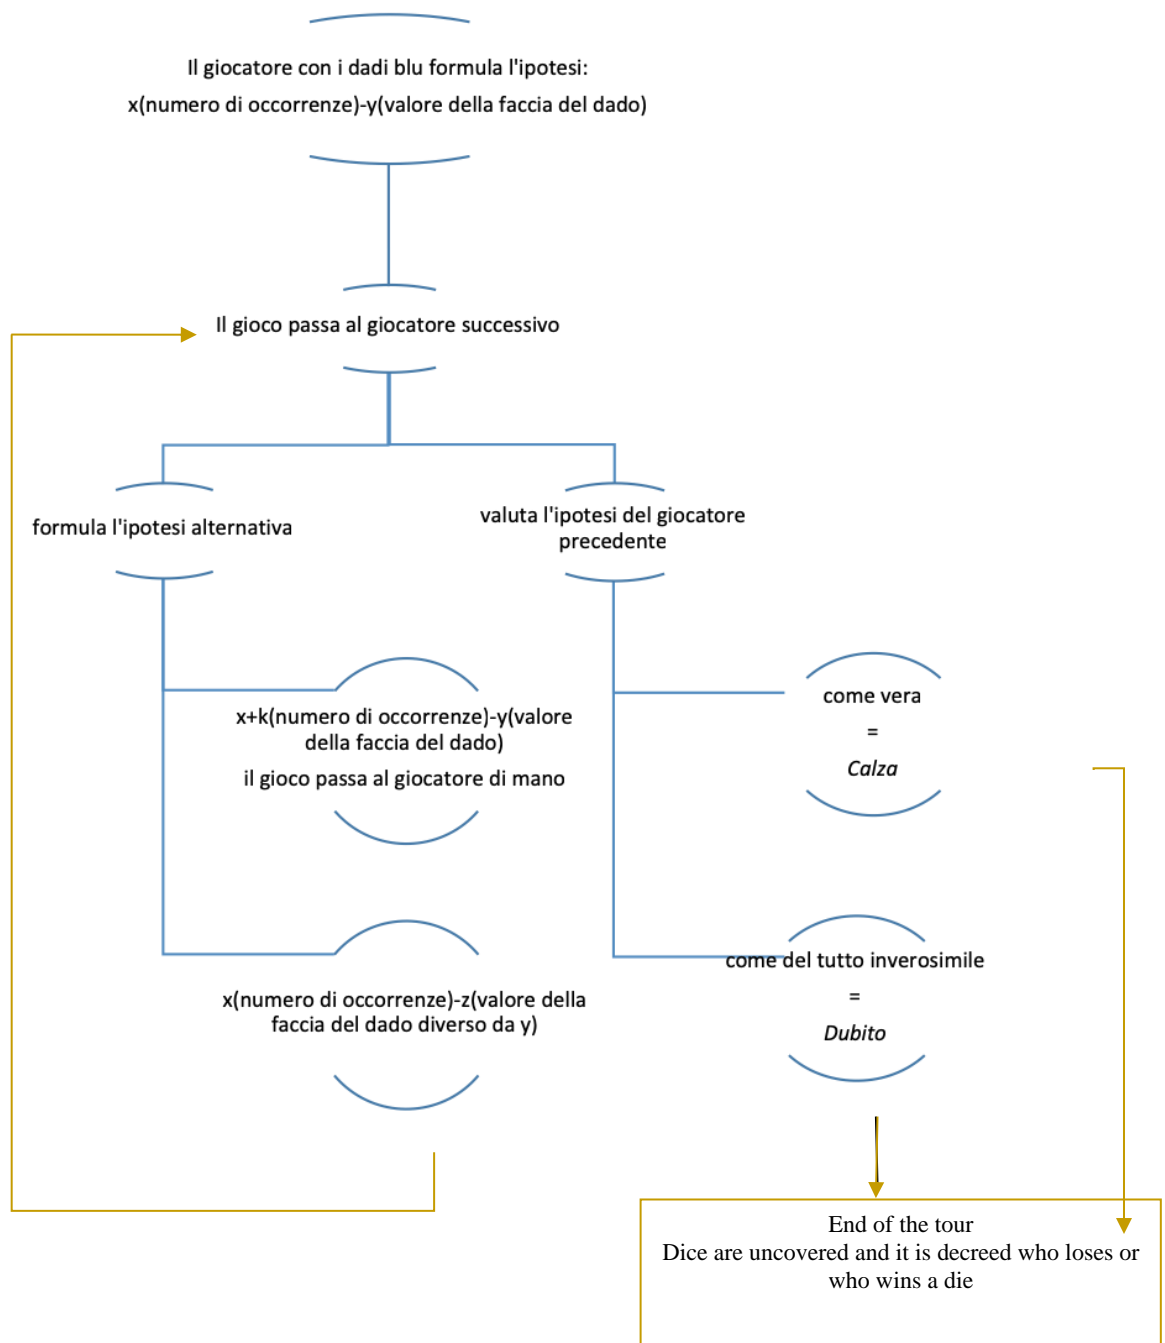 Il giocatore con i dadi blu formula l'ipotesi:
x(numero di occorrenze)-y(valore della faccia del dado)
Il gioco passa al giocatore successivo
formula l'ipotesi alternativa
valuta l'ipotesi del giocatore
precedente
x+k(numero di occorrenze)-y(valore
della faccia del dado)
il gioco passa al giocatore di mano
come vera
=
Calza
x(numero di occorrenze)-z(valore della
faccia del dado diverso da y)
come del tutto inverosimile
=
Dubito
End of the tour
Dice are uncovered and it is decreed who loses or
who wins a die